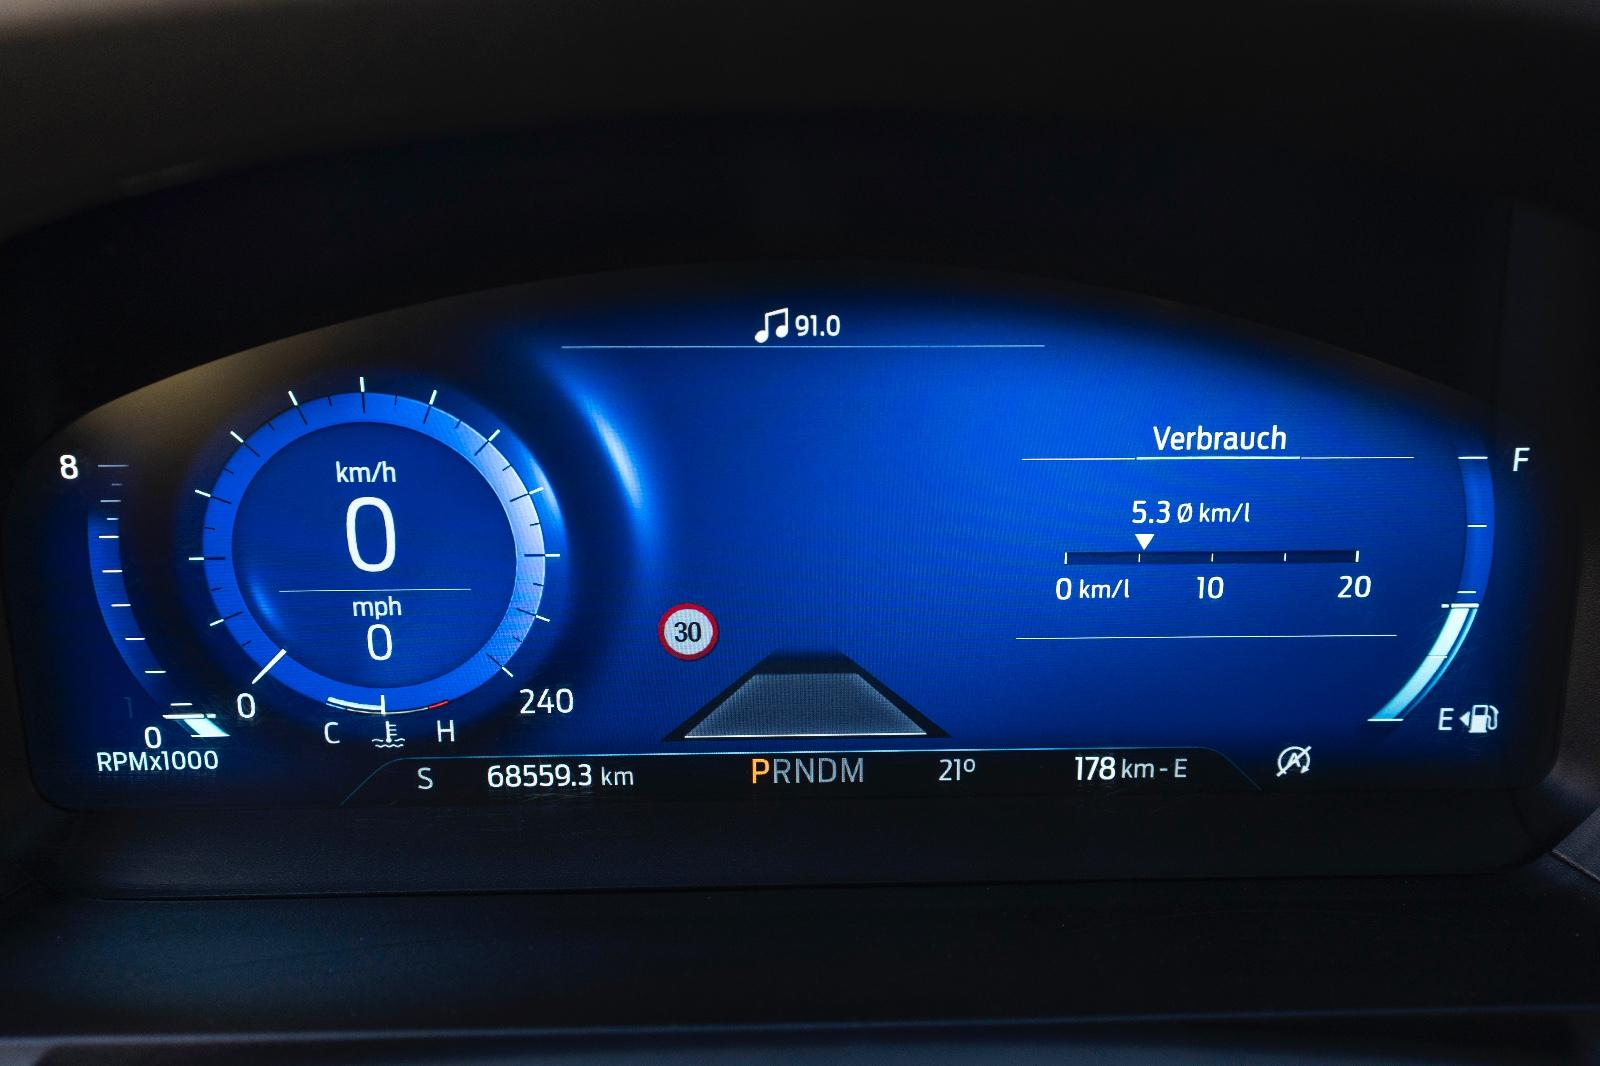 91.0
Verbrauch
5.3 Ø km/l
0 km/l 10 20
F
E
8
1
0
RPMx1000
km/h
0
mph
0
0
240
C H
30
S 68559.3 km PRNDM 21° 178 km - E
A